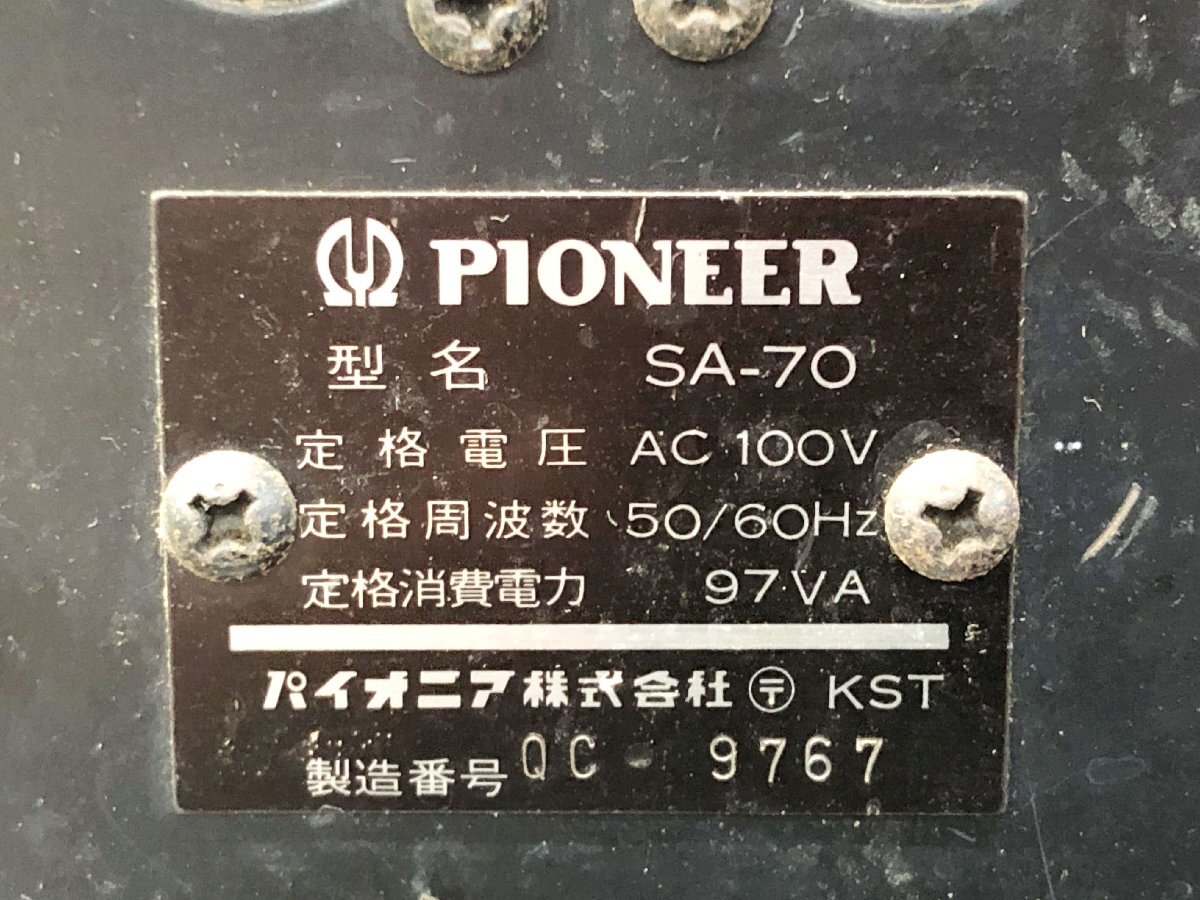 PIONEER
型名 SA-70
定格電圧 AC 100V
定格周波数 50/60Hz
定格消費電力 97VA
パイオニア株式会社 〒 KST
製造番号 QC 9767